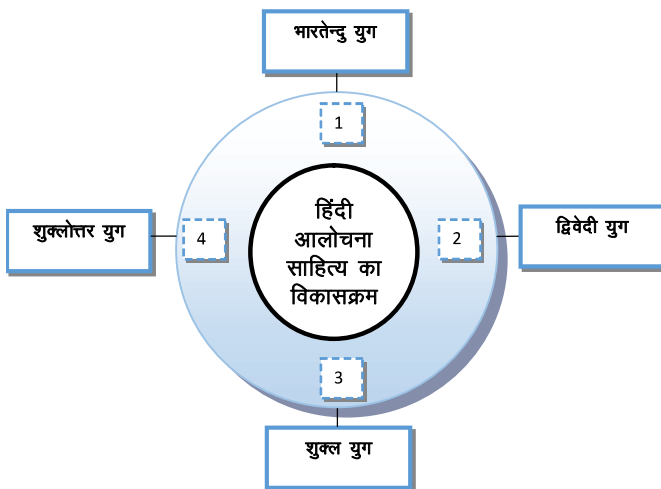 भारतेन्दु युग
1
हिंदी
आलोचना
साहित्य का
विकासक्रम
शुक्लोत्तर युग
4
2
द्विवेदी युग
3
शुक्ल युग